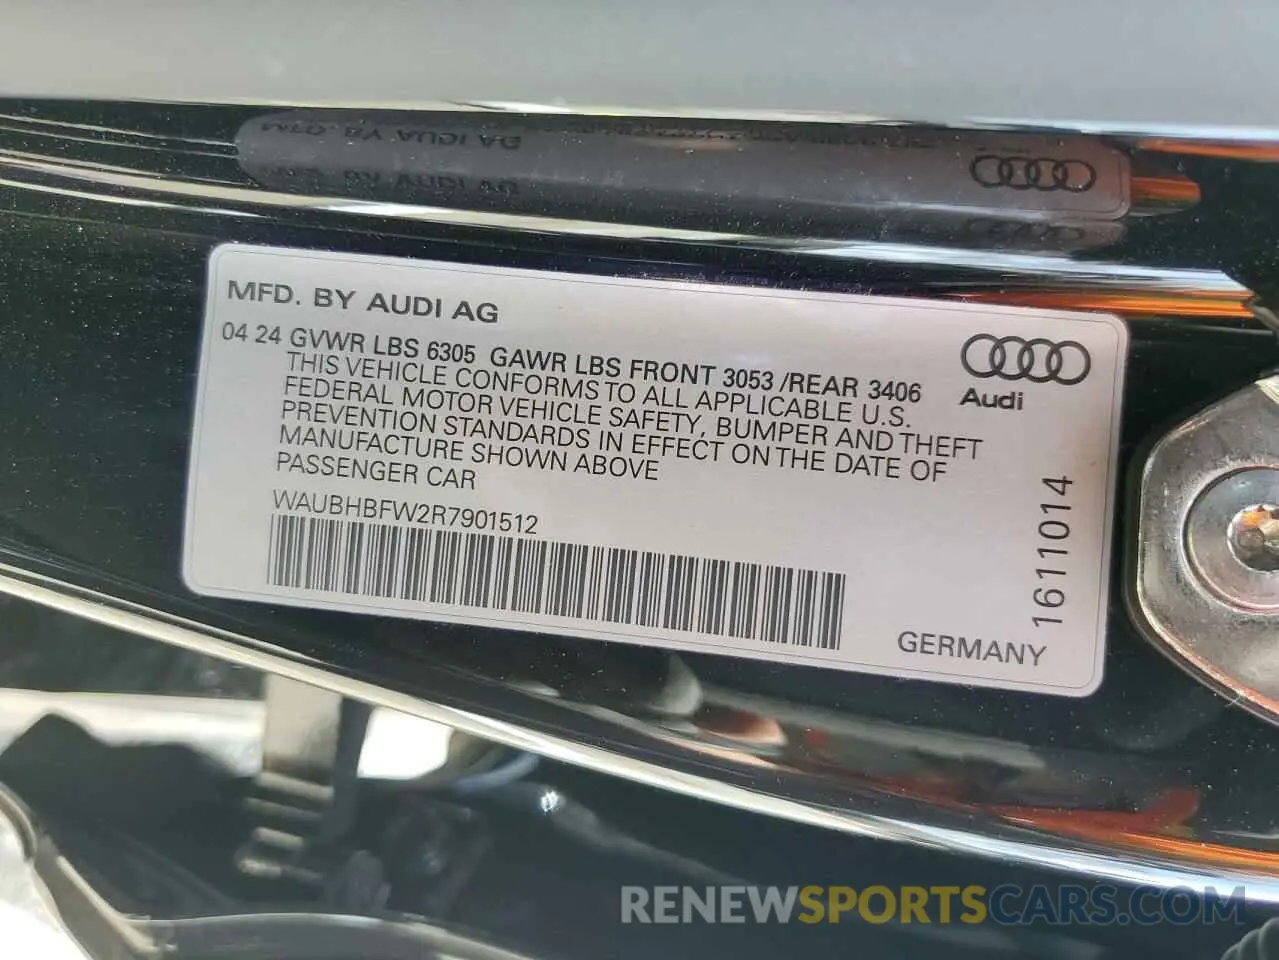 MFD. BY AUDI AG
04 24 GVWR LBS 6305 GAWR LBS FRONT 3053 /REAR 3406
THIS VEHICLE CONFORMS TO ALL APPLICABLE U.S.
FEDERAL MOTOR VEHICLE SAFETY, BUMPER AND THEFT
PREVENTION STANDARDS IN EFFECT ON THE DATE OF
MANUFACTURE SHOWN ABOVE
PASSENGER CAR
WAUBHBFW2R7901512
Audi
1611014
GERMANY
RENEWSPORTSCARS.COM